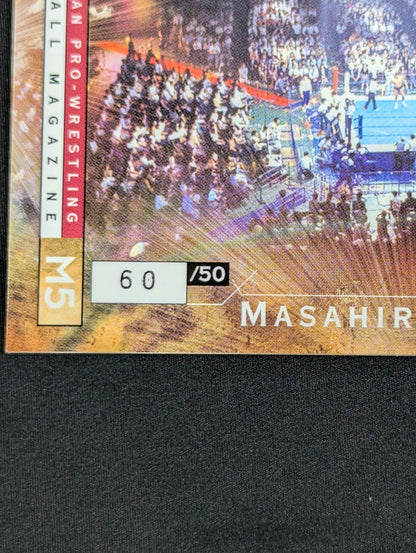 AN PRO-WRESTLING
ALL MAGAZINE
M5
60 /50
MASAHIR